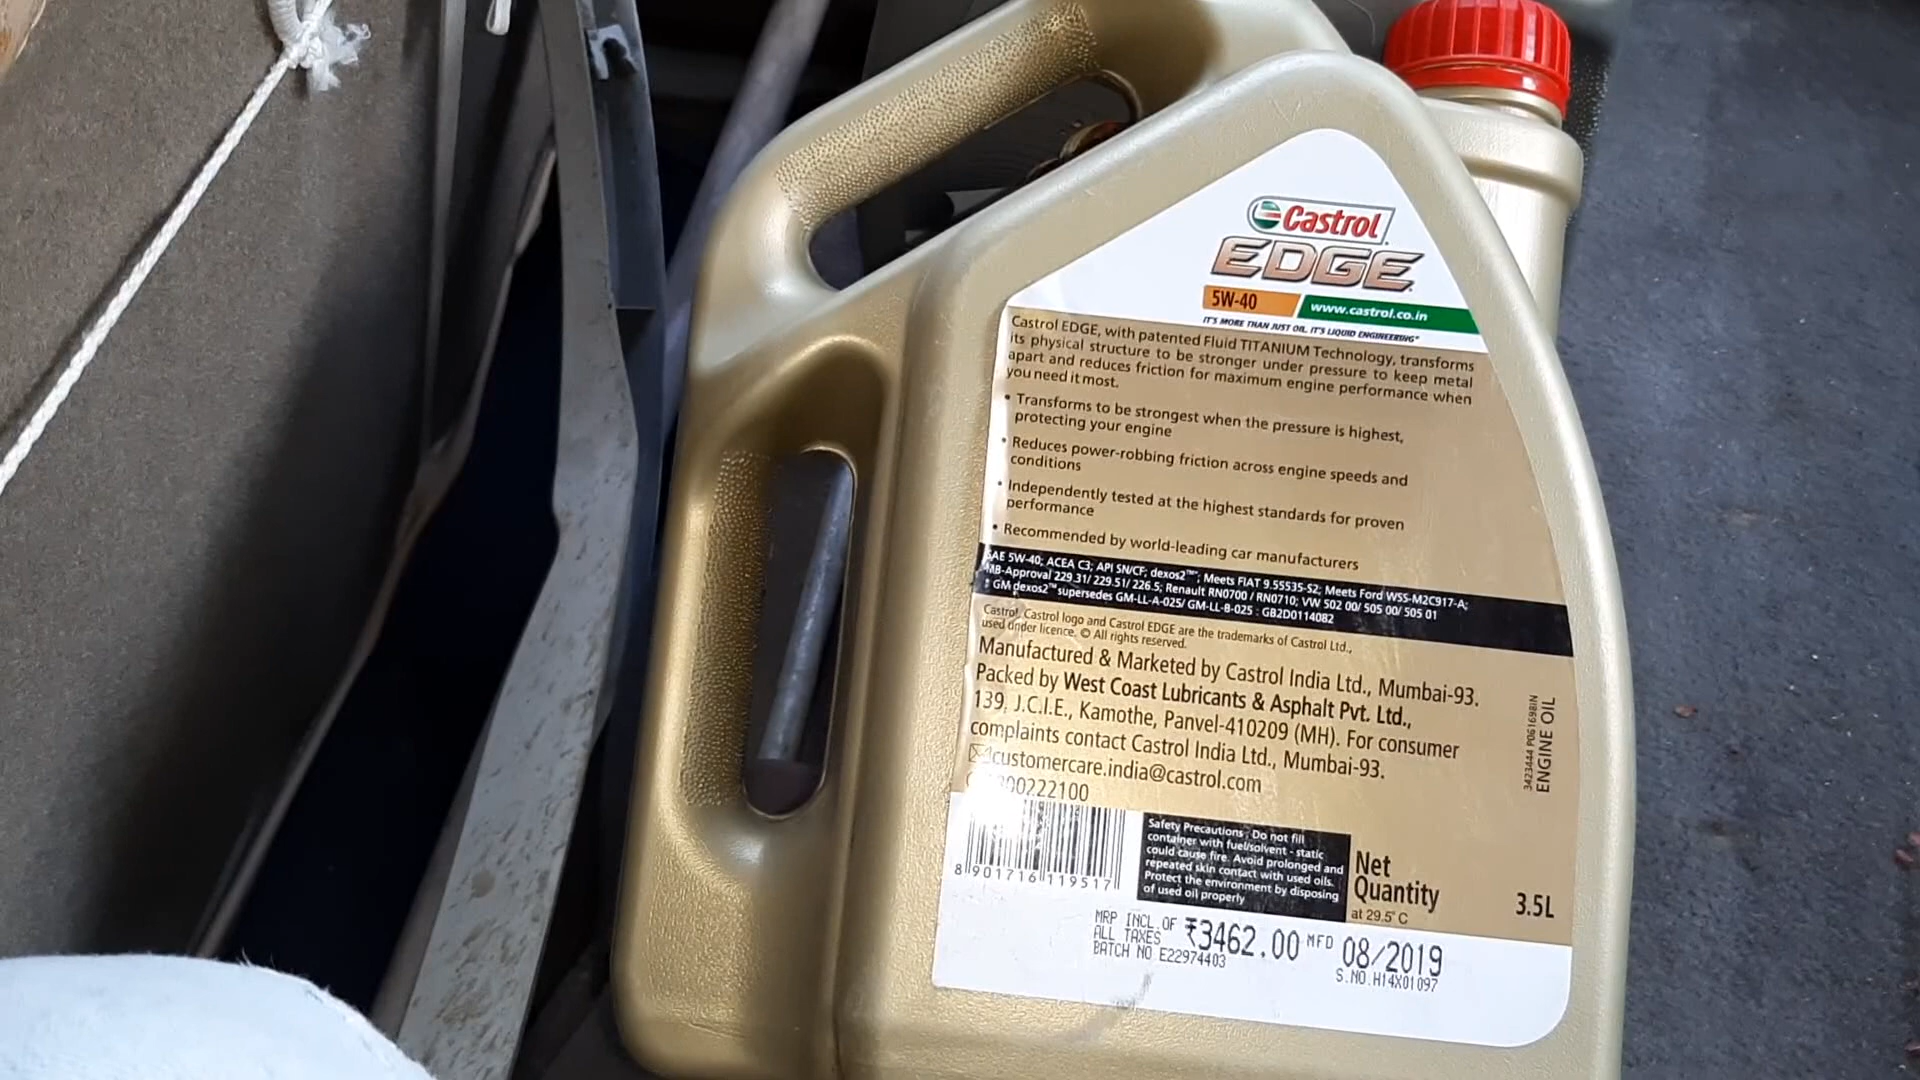 Castrol
EDGE
5W-40
www.castrol.co.in
IT'S MORE THAN JUST OIL. IT'S LIQUID ENGINEERING®
Castrol EDGE, with patented Fluid TITANIUM Technology, transforms
its physical structure to be stronger under pressure to keep metal
apart and reduces friction for maximum engine performance when
you need it most.
• Transforms to be strongest when the pressure is highest,
protecting your engine
• Reduces power-robbing friction across engine speeds and
conditions
• Independently tested at the highest standards for proven
performance
• Recommended by world-leading car manufacturers
SAE 5W-40; ACEA C3; API SN/CF; dexos2™; Meets FIAT 9.55535-S2; Meets Ford WSS-M2C917-A;
MB-Approval 229.31/ 229.51/ 226.5; Renault RN0700 / RN0710; VW 502 00/ 505 00/ 505 01
GM dexos2™ supersedes GM-LL-A-025/ GM-LL-B-025 : GB2D0114082
Castrol, Castrol logo and Castrol EDGE are the trademarks of Castrol Ltd.,
used under licence. © All rights reserved.
Manufactured & Marketed by Castrol India Ltd., Mumbai-93.
Packed by West Coast Lubricants & Asphalt Pvt. Ltd.,
139, J.C.I.E., Kamothe, Panvel-410209 (MH). For consumer
complaints contact Castrol India Ltd., Mumbai-93.
customercare.india@castrol.com
00222100
3423444 P061698IN
ENGINE OIL
8 901716 119517
Safety Precautions : Do not fill
container with fuel/solvent - static
could cause fire. Avoid prolonged and
repeated skin contact with used oils.
Protect the environment by disposing
of used oil properly
Net
Quantity
at 29.5° C
3.5L
MRP INCL.OF
ALL TAXES
₹3462.00
MFD 08/2019
BATCH NO E22974403
S.NO.H14X01097